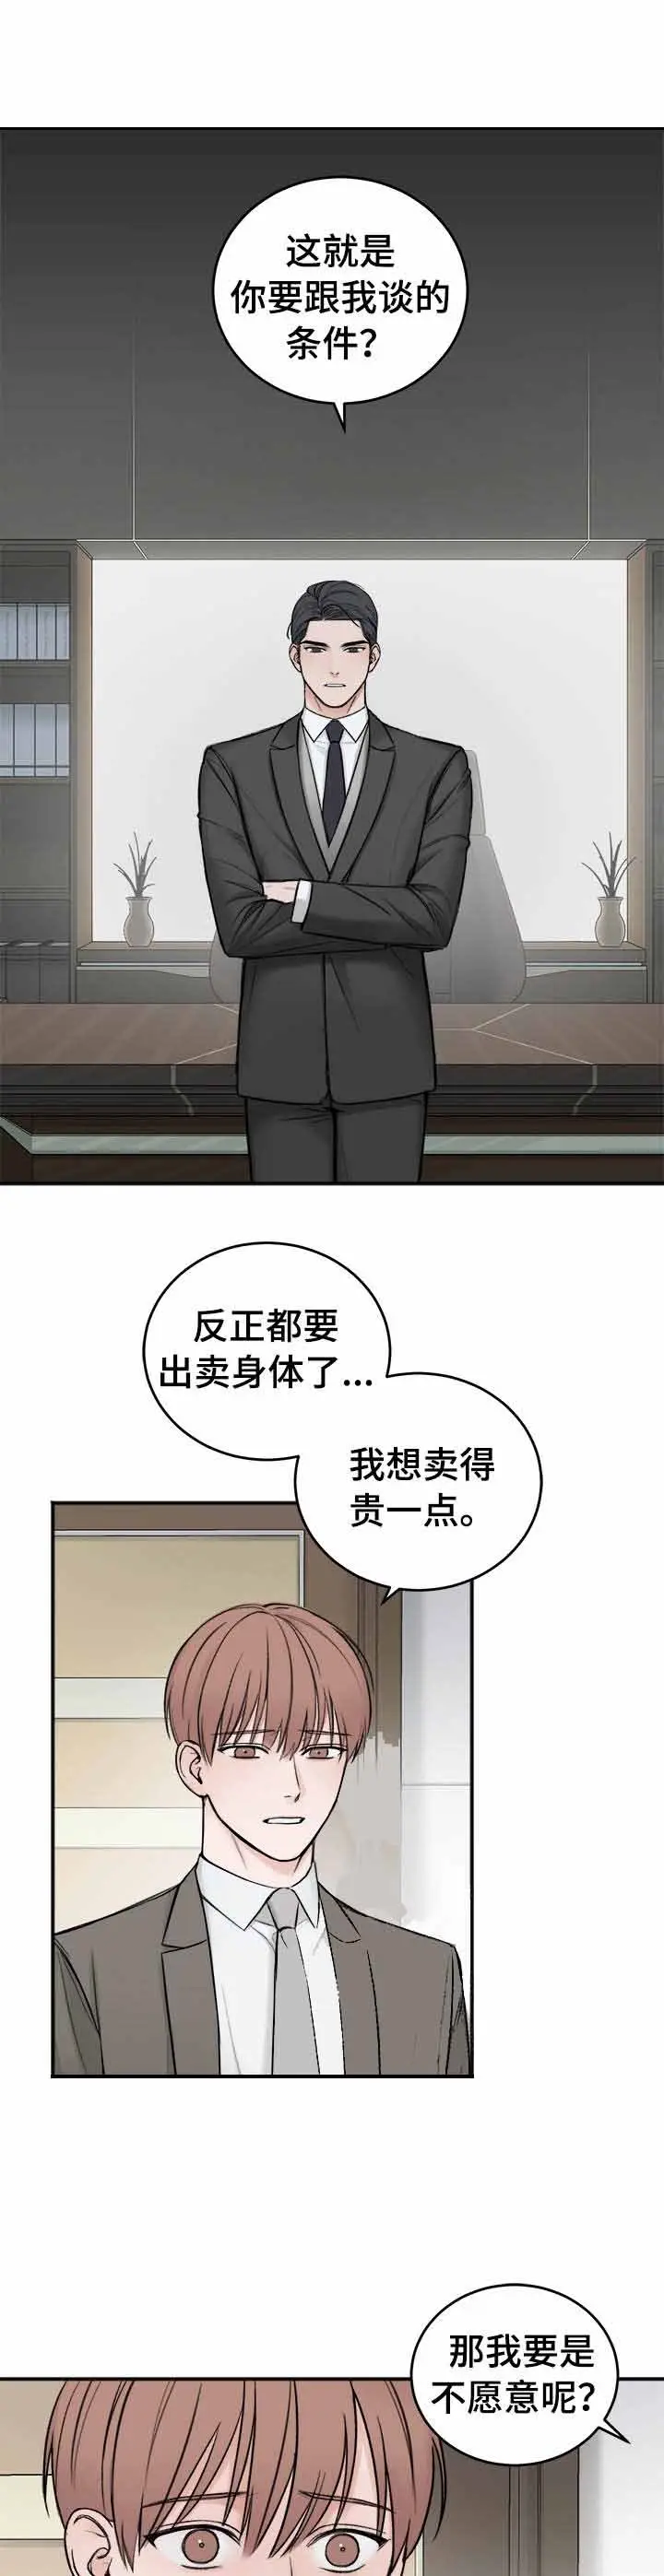 这就是
你要跟我谈的
条件？
反正都要
出卖身体了…
我想卖得
贵一点。
那我要是
不愿意呢？